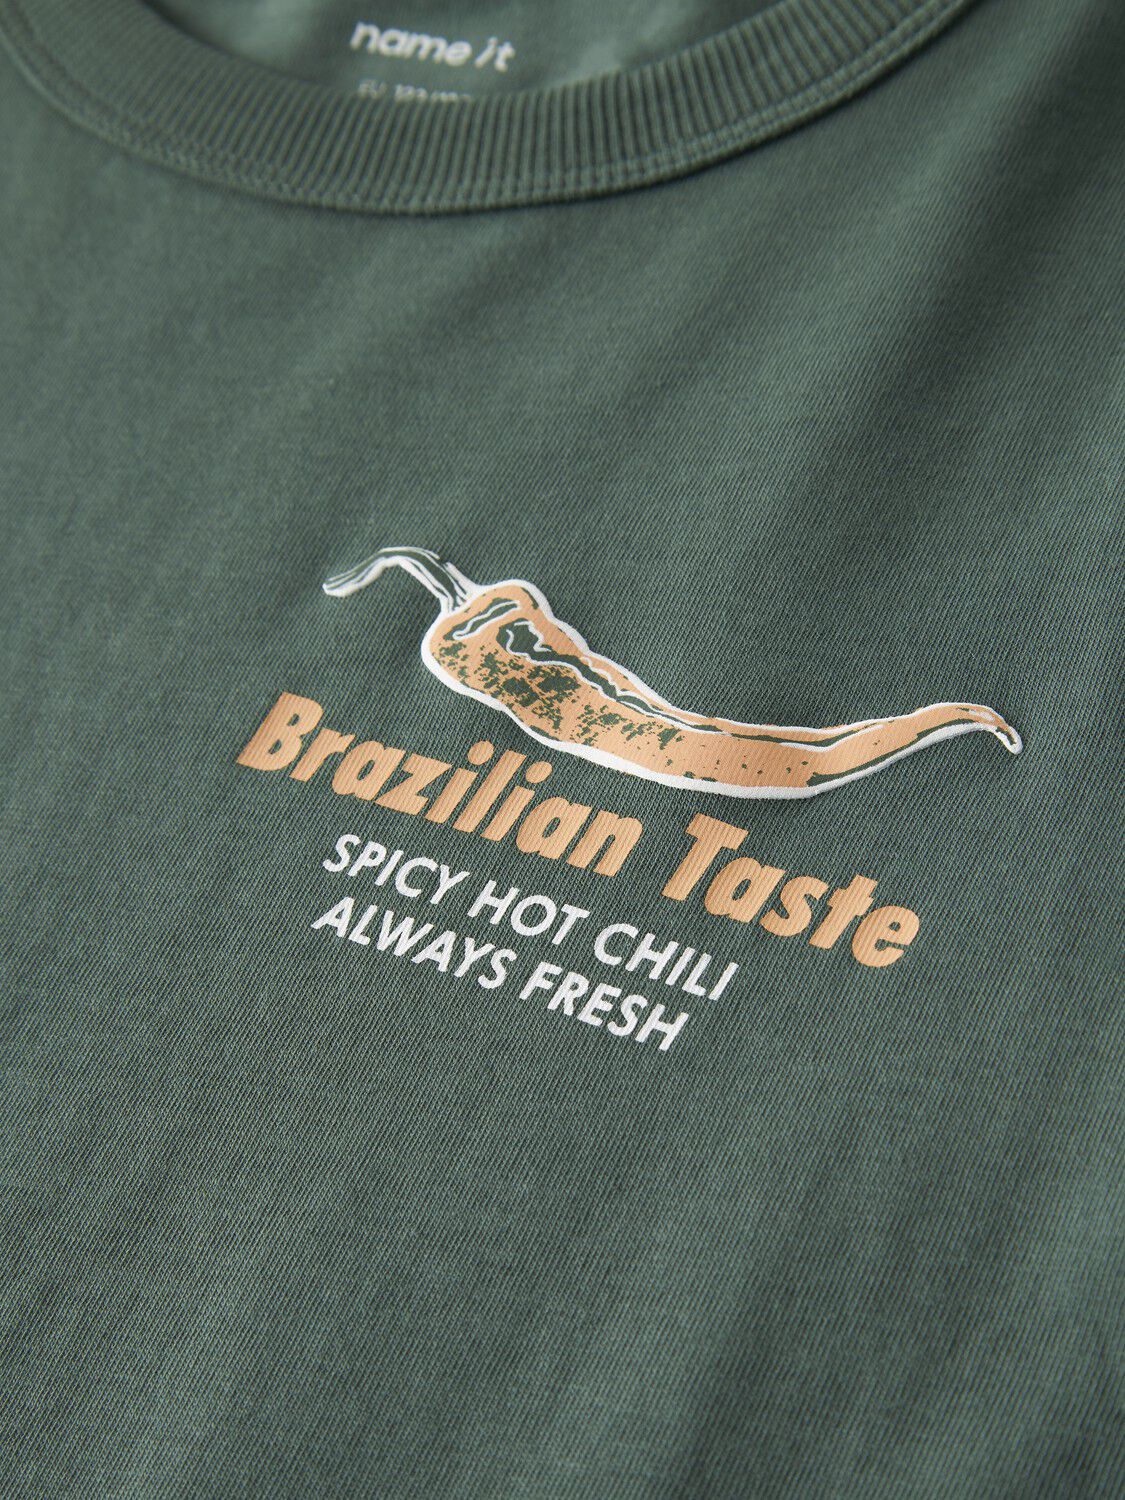 name it
Brazilian Taste
SPICY HOT CHILI
ALWAYS FRESH